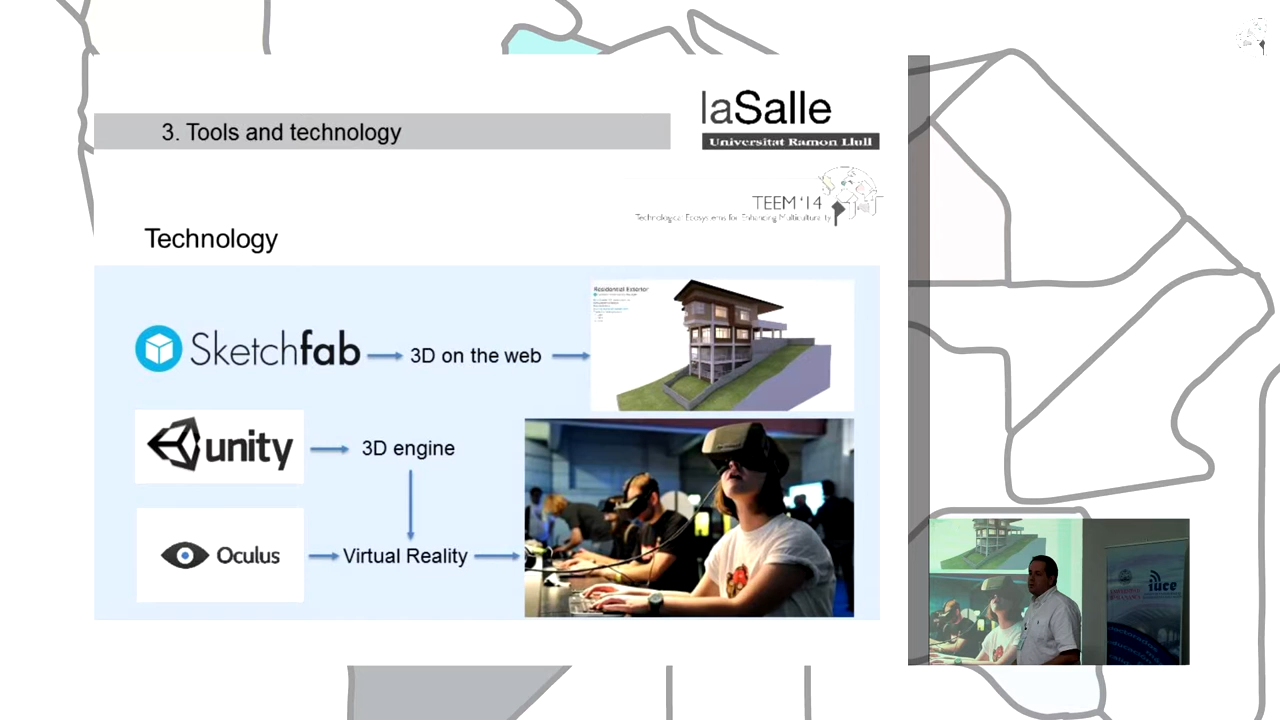 3. Tools and technology
laSalle
Universitat Ramon Llull
TEEM '14
Technological Ecosystems for Enhancing Multiculturality
Technology
Sketchfab
3D on the web
Residential Exterior
unity
3D engine
Oculus
Virtual Reality
iuce